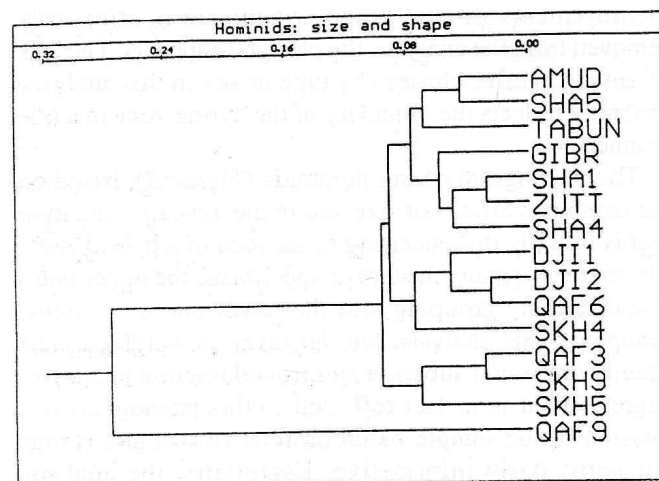 Hominids: size and shape
0.32 0.24 0.16 0.08 0.00
AMUD
SHA5
TABUN
GIBR
SHA1
ZUTT
SHA4
DJI1
DJI2
QAF6
SKH4
QAF3
SKH9
SKH5
QAF9